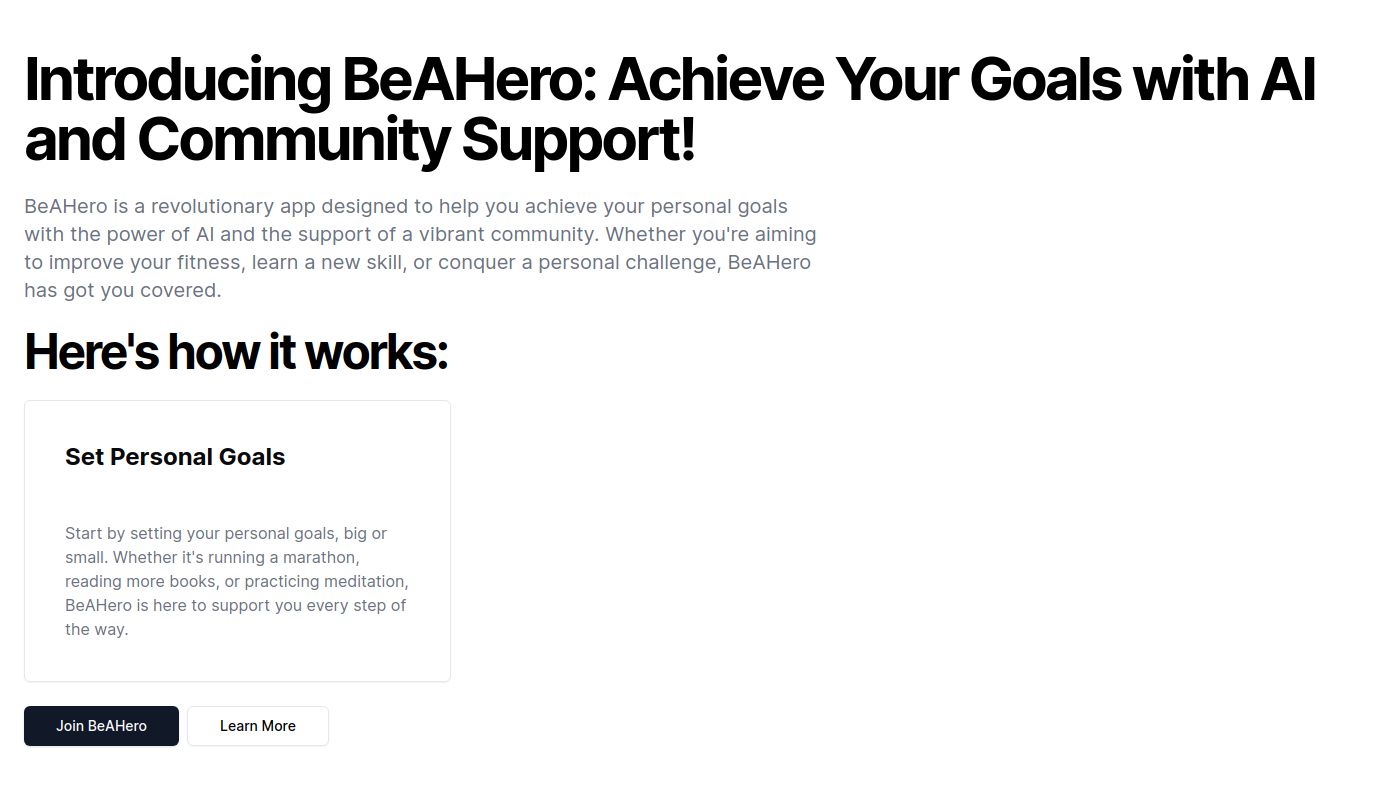 Introducing BeAHero: Achieve Your Goals with AI
and Community Support!
BeAHero is a revolutionary app designed to help you achieve your personal goals
with the power of AI and the support of a vibrant community. Whether you're aiming
to improve your fitness, learn a new skill, or conquer a personal challenge, BeAHero
has got you covered.
Here's how it works:
Set Personal Goals
Start by setting your personal goals, big or
small. Whether it's running a marathon,
reading more books, or practicing meditation,
BeAHero is here to support you every step of
the way.
Join BeAHero
Learn More